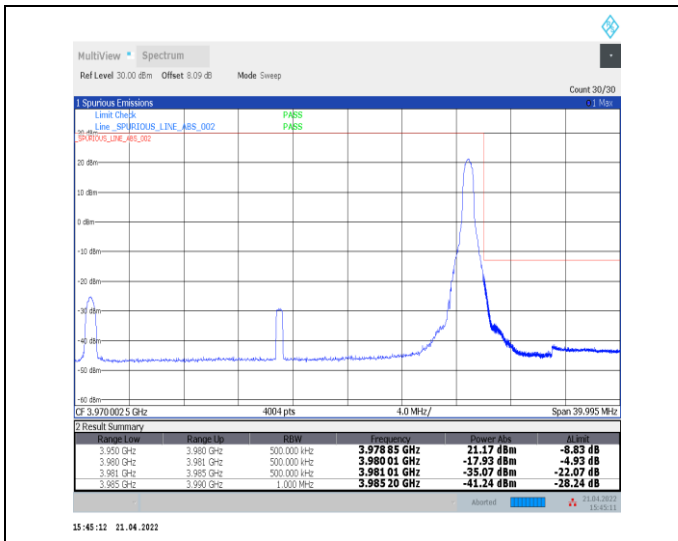 MultiView * Spectrum
Ref Level 30.00 dBm Offset 8.09 dB Mode Sweep
Count 30/30
1 Spurious Emissions 1 Max
Limit Check PASS
Line _SPURIOUS_LINE_ABS_002 PASS
_SPURIOUS_LINE_ABS_002
20 dBm
10 dBm
0 dBm
-10 dBm
-20 dBm
-30 dBm
-40 dBm
-50 dBm
-60 dBm
CF 3.970 002 5 GHz 4004 pts 4.0 MHz/ Span 39.995 MHz
2 Result Summary
Range Low Range Up RBW Frequency Power Abs ΔLimit
3.950 GHz 3.980 GHz 500.000 kHz 3.978 85 GHz 21.17 dBm -8.83 dB
3.980 GHz 3.981 GHz 500.000 kHz 3.980 01 GHz -17.93 dBm -4.93 dB
3.981 GHz 3.985 GHz 500.000 kHz 3.981 01 GHz -35.07 dBm -22.07 dB
3.985 GHz 3.990 GHz 1.000 MHz 3.985 20 GHz -41.24 dBm -28.24 dB
Aborted 21.04.2022
15:45:11
15:45:12 21.04.2022